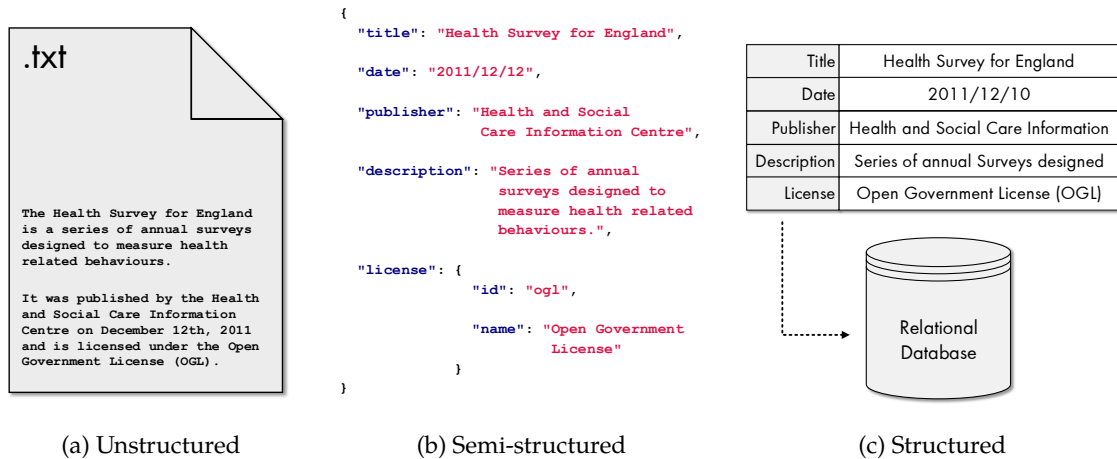 .txt
The Health Survey for England
is a series of annual surveys
designed to measure health
related behaviours.
It was published by the Health
and Social Care Information
Centre on December 12th, 2011
and is licensed under the Open
Government License (OGL).
(a) Unstructured
{
"title": "Health Survey for England",
"date": "2011/12/12",
"publisher": "Health and Social
Care Information Centre",
"description": "Series of annual
surveys designed to
measure health related
behaviours.",
"license": {
"id": "ogl",
"name": "Open Government
License"
}
}
(b) Semi-structured
Title Health Survey for England
Date 2011/12/10
Publisher Health and Social Care Information
Description Series of annual Surveys designed
License Open Government License (OGL)
Relational
Database
(c) Structured